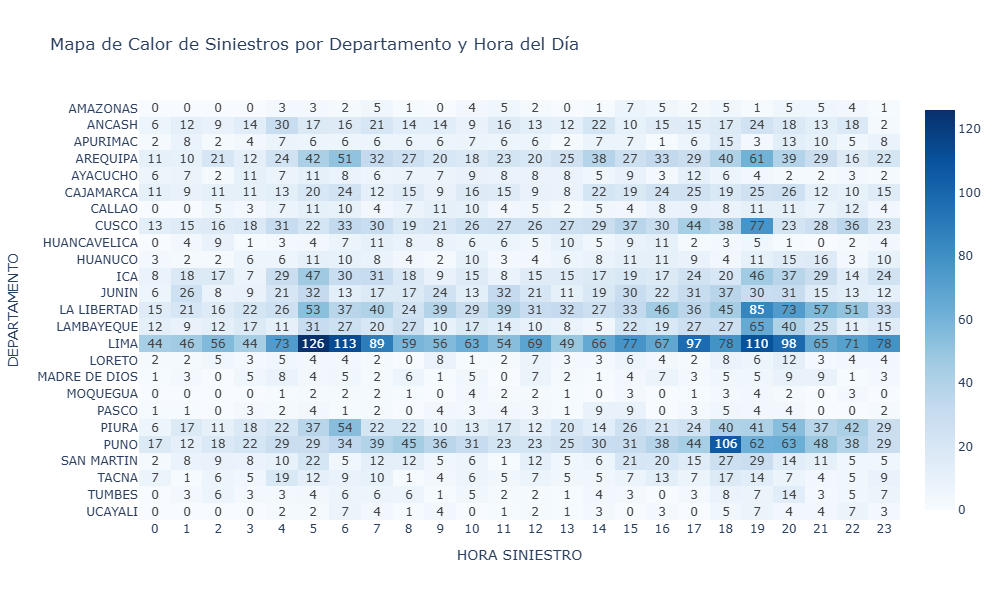 Mapa de Calor de Siniestros por Departamento y Hora del Día
AMAZONAS 0 0 0 0 3 3 2 5 1 0 4 5 2 0 1 7 5 2 5 1 5 5 4 1
ANCASH 6 12 9 14 30 17 16 21 14 14 9 16 13 12 22 10 15 15 17 24 18 13 18 2
APURIMAC 2 8 2 4 7 6 6 6 6 6 7 6 6 2 7 7 1 6 15 3 13 10 5 8
AREQUIPA 11 10 21 12 24 42 51 32 27 20 18 23 20 25 38 27 33 29 40 61 39 29 16 22
AYACUCHO 6 7 2 11 7 11 8 6 7 7 9 8 8 8 5 9 3 12 6 4 2 2 3 2
CAJAMARCA 11 9 11 11 13 20 24 12 15 9 16 15 9 8 22 19 24 25 19 25 26 12 10 15
CALLAO 0 0 5 3 7 11 10 4 7 11 10 4 5 2 5 4 8 9 8 11 11 7 12 4
CUSCO 13 15 16 18 31 22 33 30 19 21 26 27 26 27 29 37 30 44 38 77 23 28 36 23
HUANCAVELICA 0 4 9 1 3 4 7 11 8 8 6 6 5 10 5 9 11 2 3 5 1 0 2 4
HUANUCO 3 2 2 6 6 11 10 8 4 2 10 3 4 6 8 11 11 9 4 11 15 16 3 10
ICA 8 18 17 7 29 47 30 31 18 9 15 8 15 15 17 19 17 24 20 46 37 29 14 24
JUNIN 6 26 8 9 21 32 13 17 17 24 13 32 21 11 19 30 22 31 37 30 31 15 13 12
LA LIBERTAD 15 21 16 22 26 53 37 40 24 39 29 39 31 32 27 33 46 36 45 85 73 57 51 33
LAMBAYEQUE 12 9 12 17 11 31 27 20 27 10 17 14 10 8 5 22 19 27 27 65 40 25 11 15
LIMA 44 46 56 44 73 126 113 89 59 56 63 54 69 49 66 77 67 97 78 110 98 65 71 78
LORETO 2 2 5 3 5 4 4 2 0 8 1 2 7 3 3 6 4 2 8 6 12 3 4 4
MADRE DE DIOS 1 3 0 5 8 4 5 2 6 1 5 0 7 2 1 4 7 3 5 5 9 9 1 3
MOQUEGUA 0 0 0 1 2 2 2 1 0 4 2 2 0 1 4 0 3 0 1 3 4 2 0 3
PASCO 1 1 0 3 2 4 1 2 0 4 3 4 3 1 9 9 0 3 5 4 4 0 0 2
PIURA 6 17 11 18 22 37 54 22 22 10 13 17 12 20 14 26 21 24 40 41 54 37 42 29
PUNO 17 12 18 22 29 29 34 39 45 36 31 23 23 25 30 31 38 44 106 62 63 48 38 29
SAN MARTIN 2 8 9 8 10 22 5 12 12 5 6 1 12 5 6 21 20 15 27 29 14 11 5 5
TACNA 7 1 6 5 19 12 9 10 1 4 6 5 7 5 5 7 13 7 17 14 7 4 5 9
TUMBES 0 3 6 3 3 4 6 6 6 1 5 2 2 1 4 3 0 3 8 7 14 3 5 7
UCAYALI 0 0 0 0 2 2 7 4 1 4 0 1 2 1 3 0 3 0 5 7 4 4 7 3
0 1 2 3 4 5 6 7 8 9 10 11 12 13 14 15 16 17 18 19 20 21 22 23
HORA SINIESTRO
DEPARTAMENTO
120
100
80
60
40
20
0